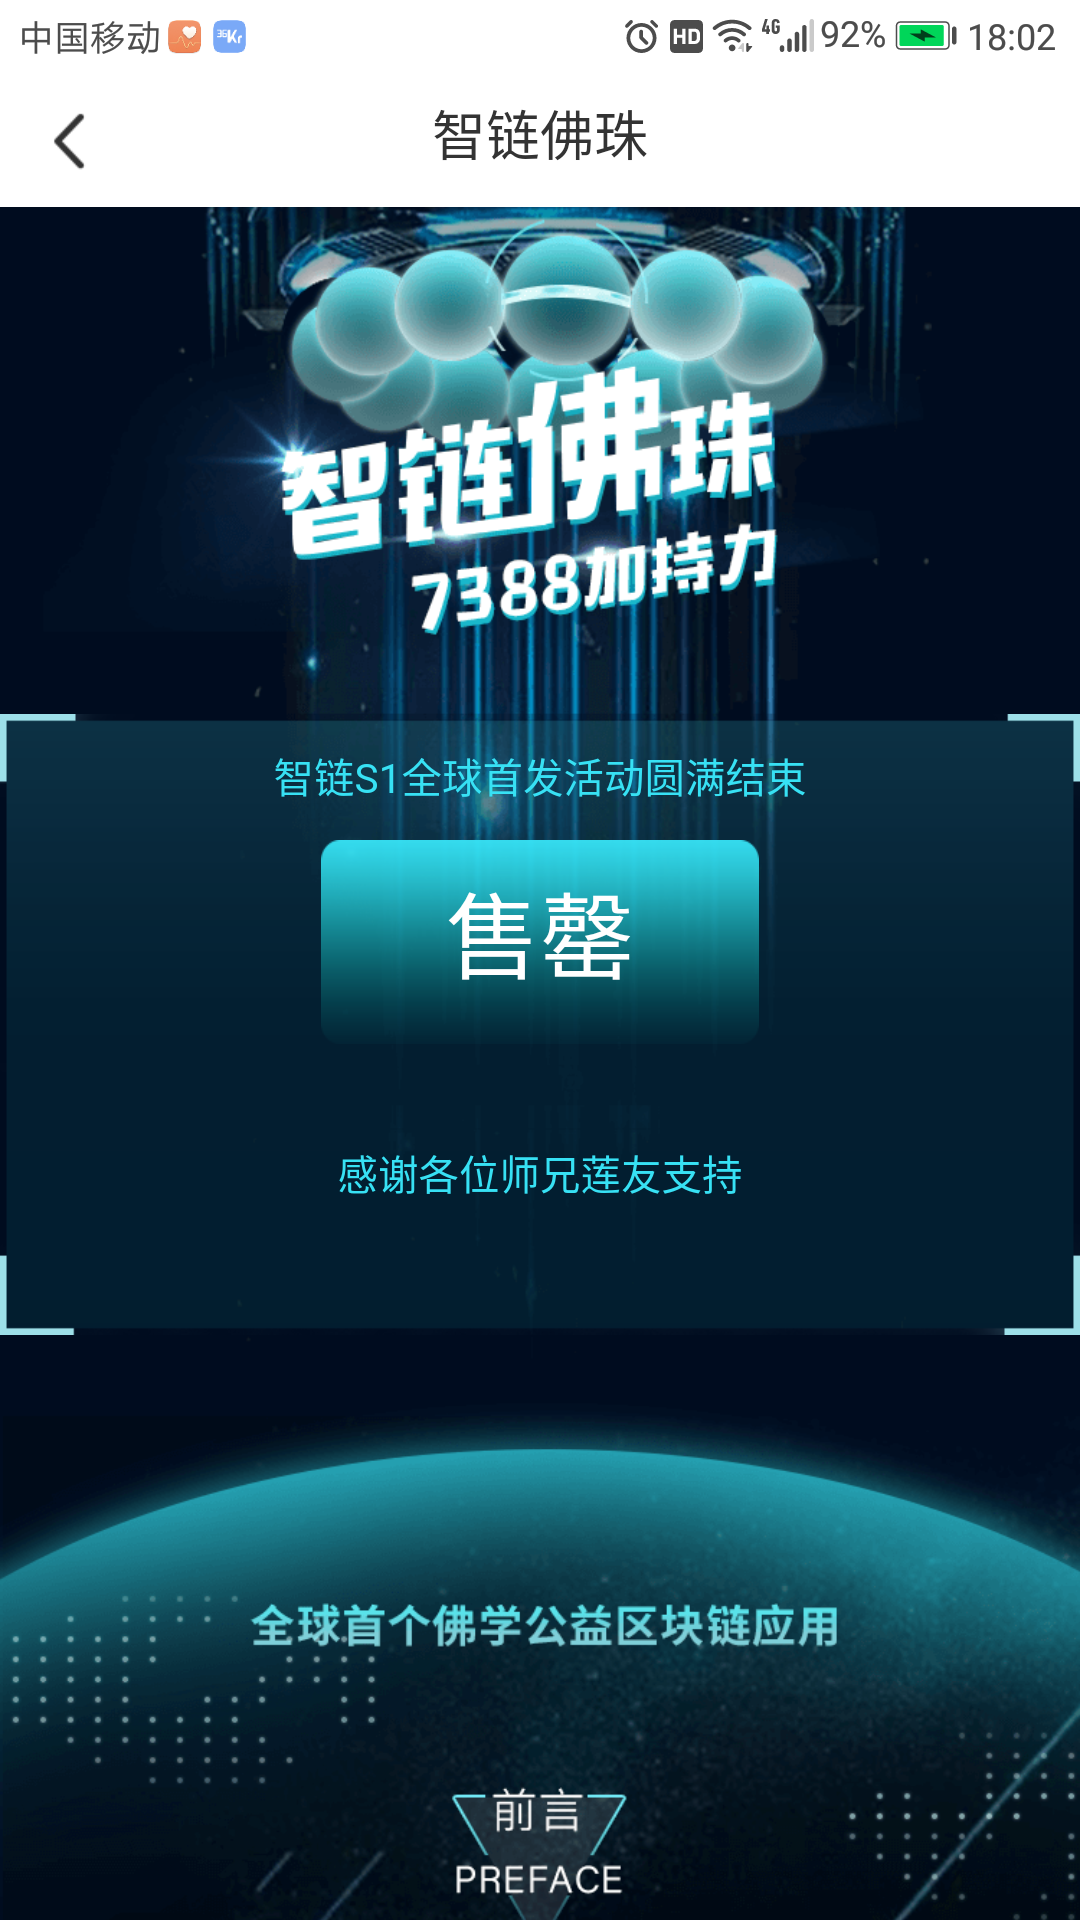 中国移动 36Kr HD 4G 92% 18:02
智链佛珠
智链佛珠
7388加持力
智链S1全球首发活动圆满结束
售罄
感谢各位师兄莲友支持
全球首个佛学公益区块链应用
前言
PREFACE